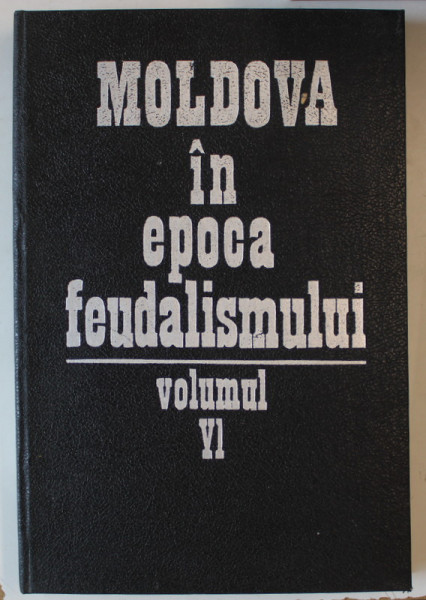 MOLDOVA
în
epoca
feudalismului
volumul
VI